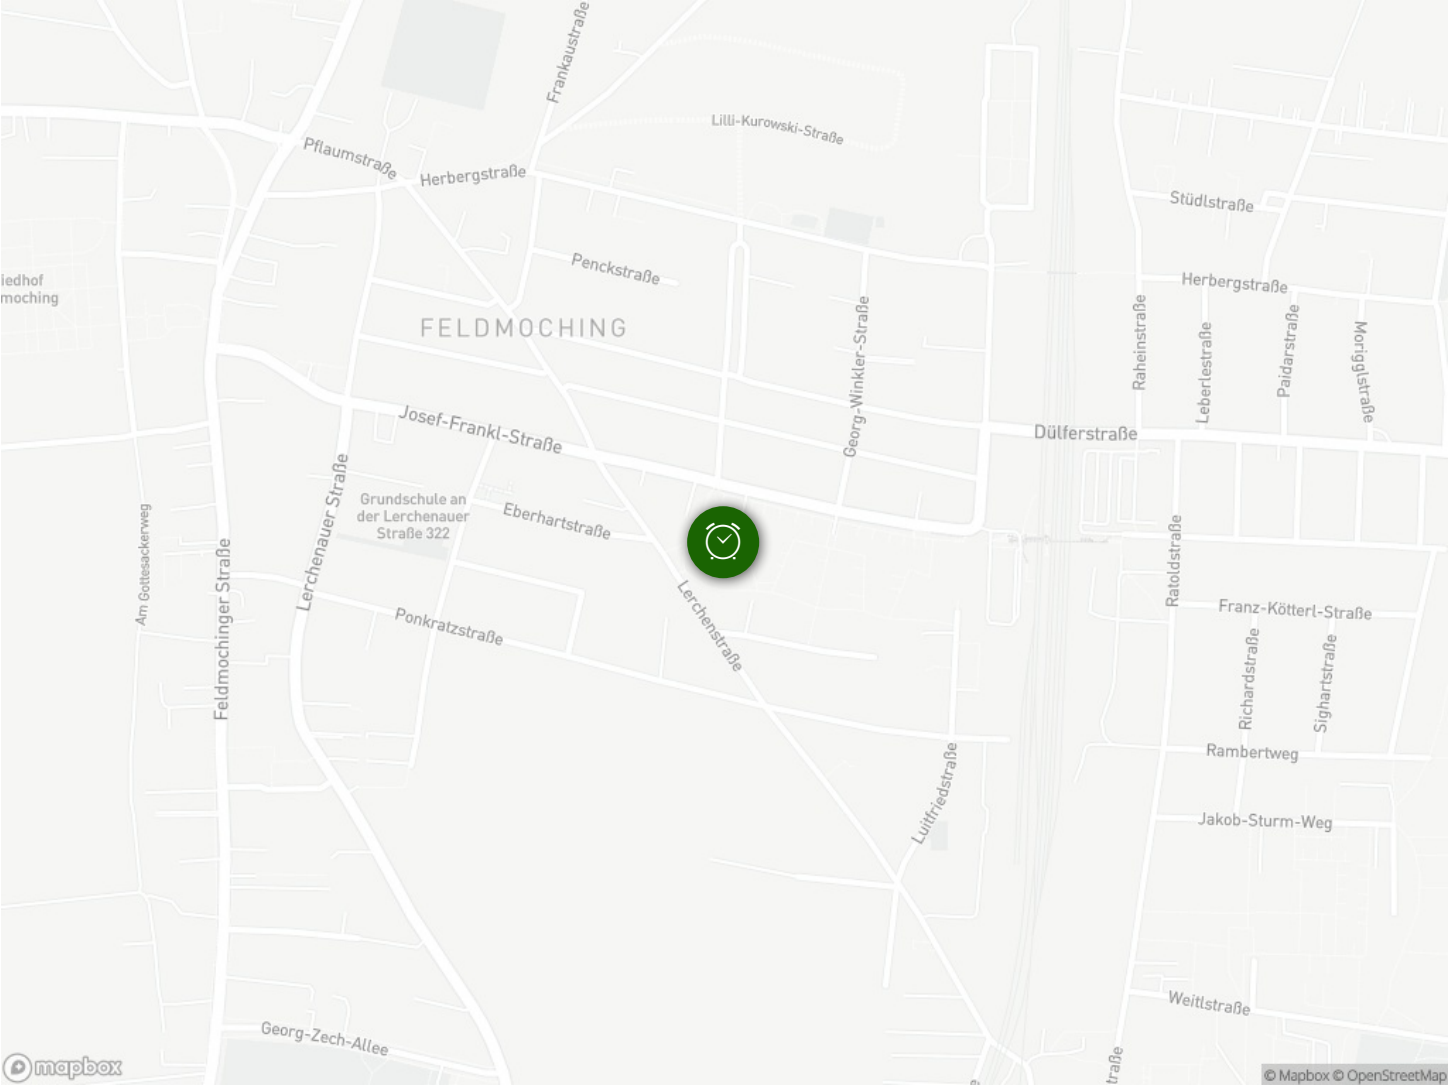 Frankaustraße
Lilli-Kurowski-Straße
Pflaumstraße
Herbergstraße
Stüdlstraße
Penckstraße
iedhof
moching
Herbergstraße
FELDMOCHING
Georg-Winkler-Straße
Raheinstraße
Leberlestraße
Paidarstraße
Morigglstraße
Josef-Frankl-Straße
Dülferstraße
Grundschule an
der Lerchenauer
Straße 322
Lerchenauer Straße
Eberhartstraße
Am Gottesackerweg
Feldmochinger Straße
Ratoldstraße
Lerchenstraße
Ponkratzstraße
Franz-Kötterl-Straße
Richardstraße
Sighartstraße
Rambertweg
Luitfriedstraße
Jakob-Sturm-Weg
Weitlstraße
Georg-Zech-Allee
traße
e
mapbox
© Mapbox © OpenStreetMap